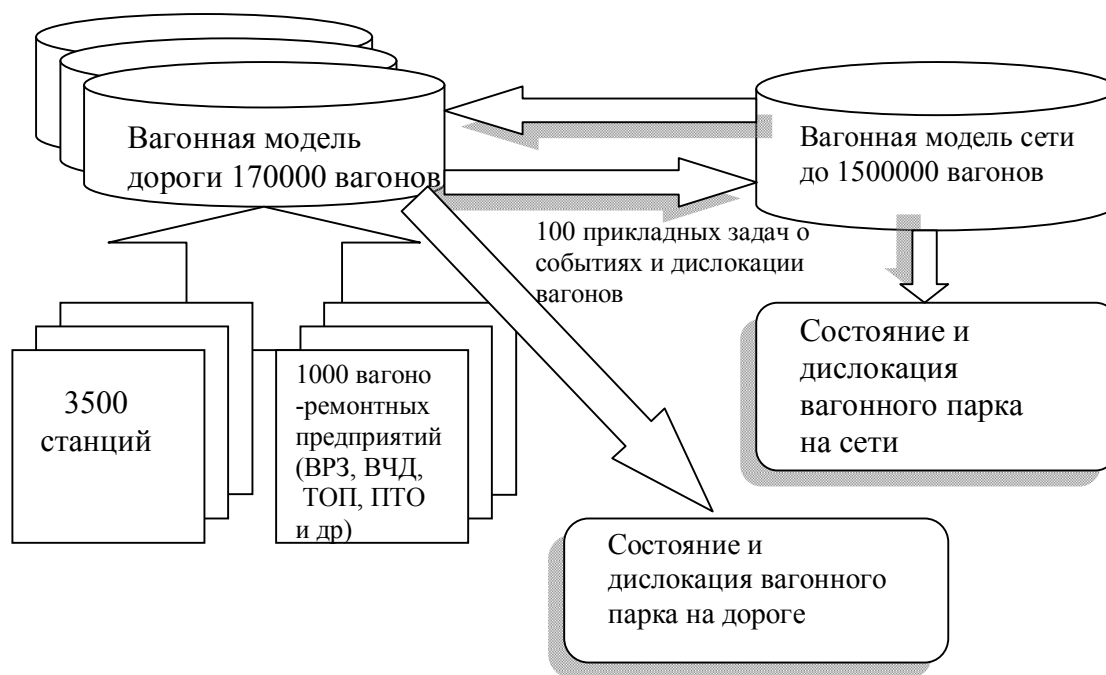 Вагонная модель
дороги 170000 вагонов
Вагонная модель сети
до 1500000 вагонов
100 прикладных задач о
событиях и дислокации
вагонов
3500
станций
1000 вагоно
-ремонтных
предприятий
(ВРЗ, ВЧД,
ТОП, ПТО
и др)
Состояние и
дислокация
вагонного парка
на сети
Состояние и
дислокация вагонного
парка на дороге